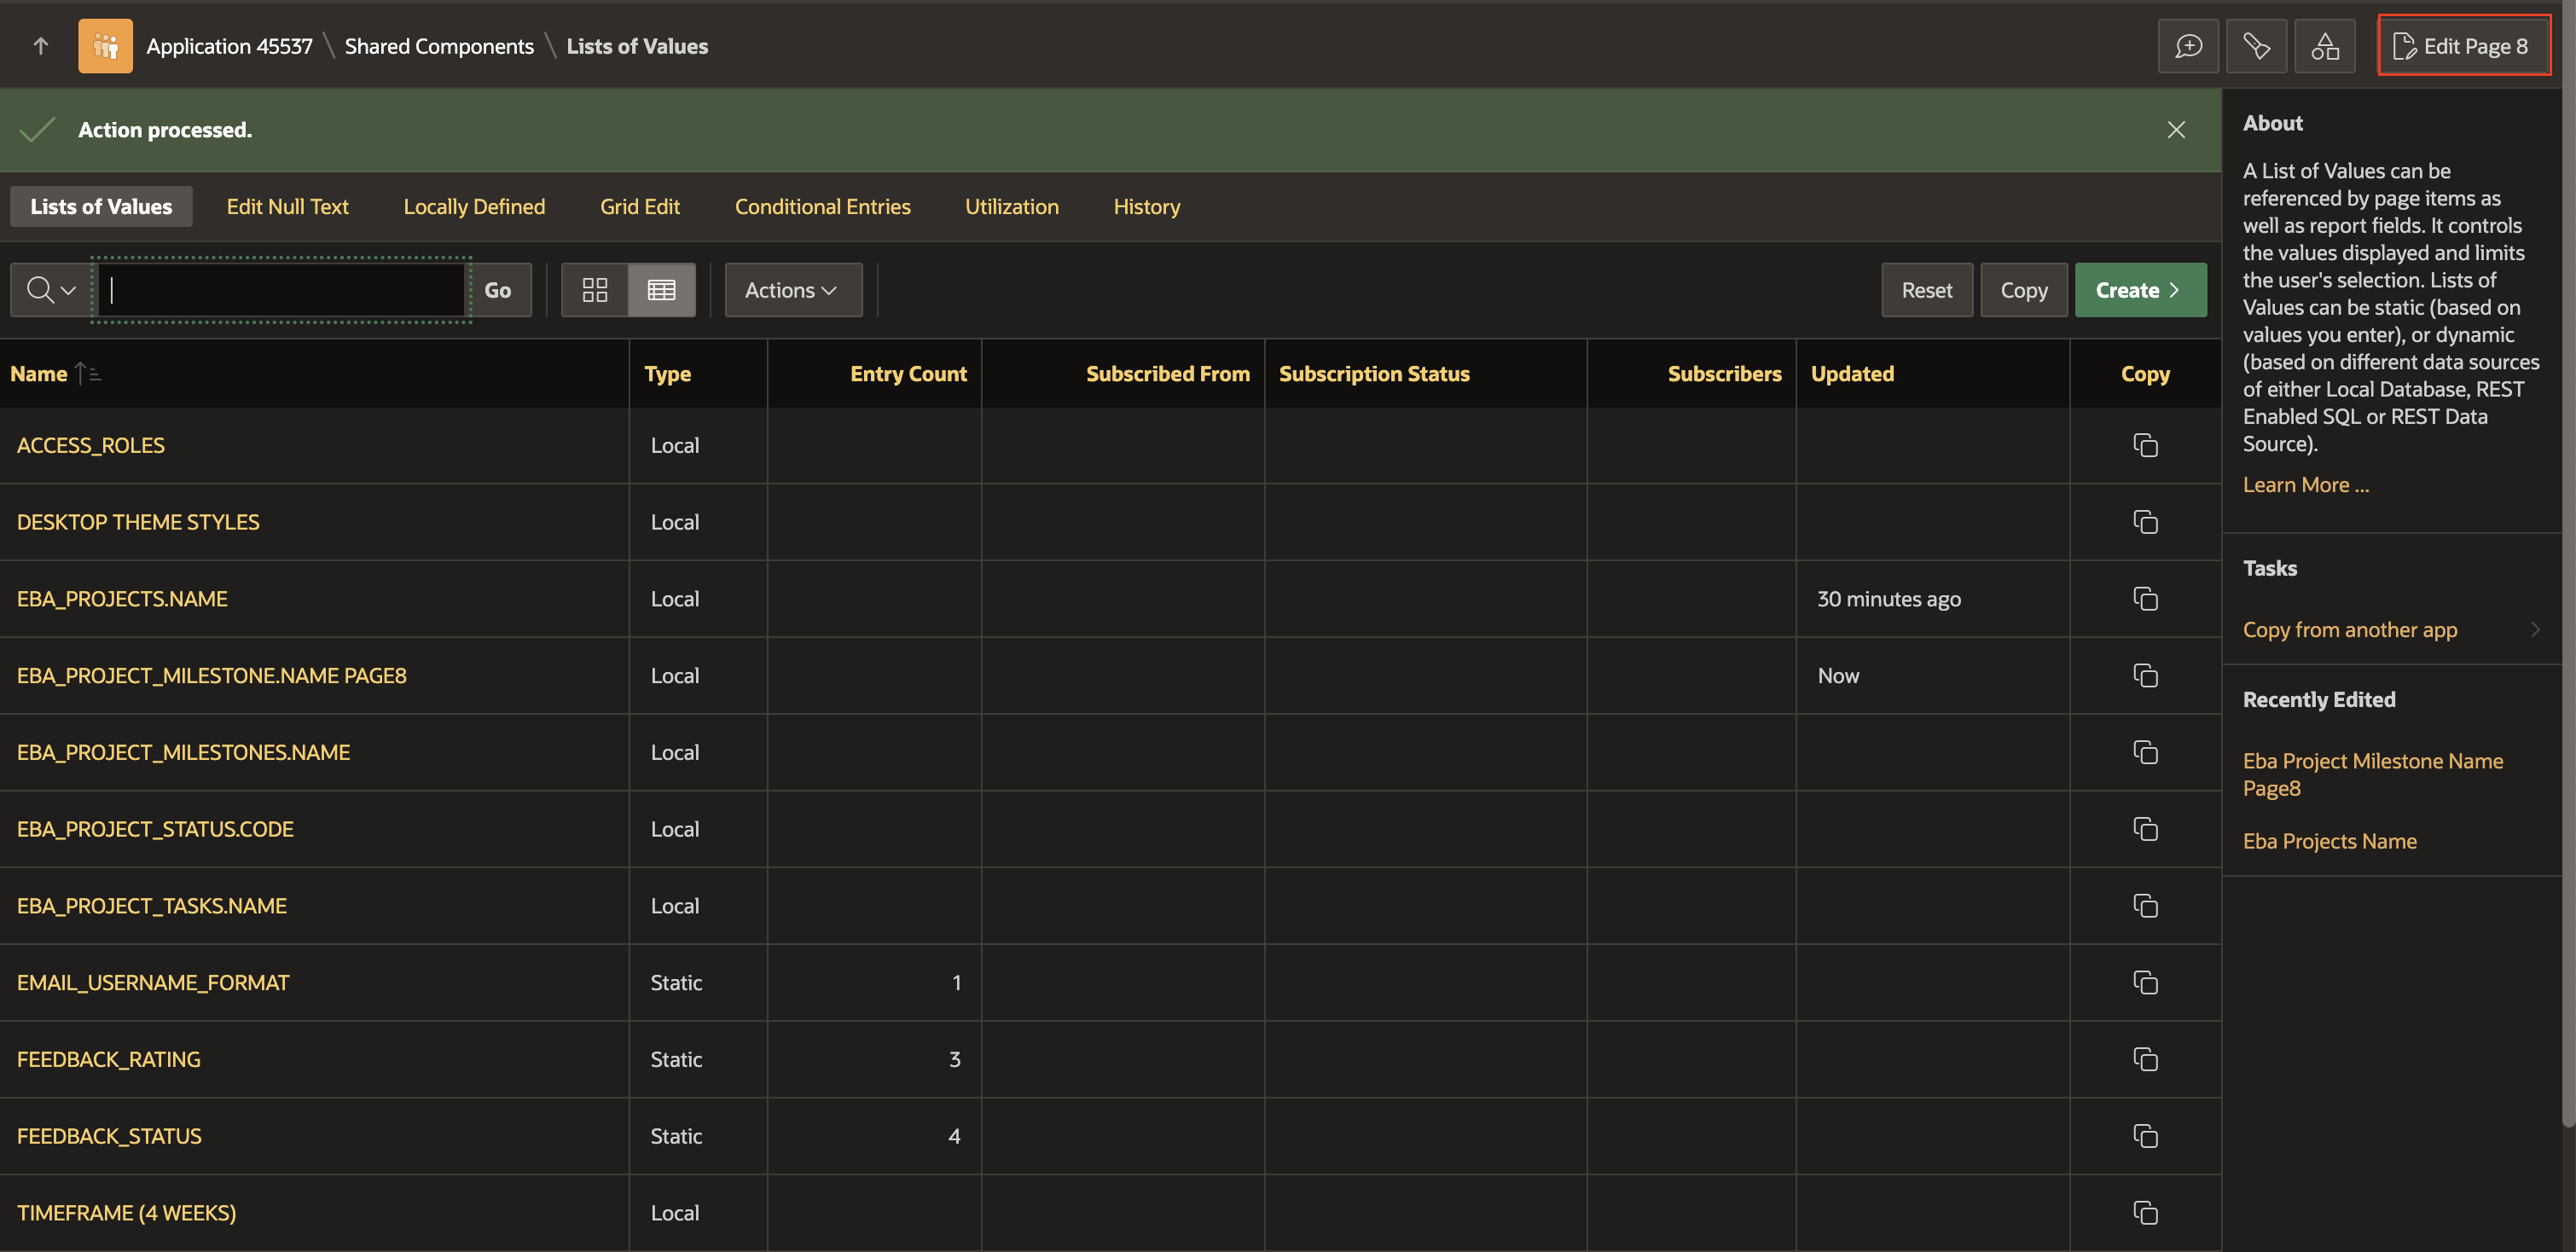 Application 45537 \ Shared Components \ Lists of Values
Edit Page 8
Action processed.
Lists of Values Edit Null Text Locally Defined Grid Edit Conditional Entries Utilization History
Go Actions Reset Copy Create
Name Type Entry Count Subscribed From Subscription Status Subscribers Updated Copy
ACCESS_ROLES Local
DESKTOP THEME STYLES Local
EBA_PROJECTS.NAME Local 30 minutes ago
EBA_PROJECT_MILESTONE.NAME PAGE8 Local Now
EBA_PROJECT_MILESTONES.NAME Local
EBA_PROJECT_STATUS.CODE Local
EBA_PROJECT_TASKS.NAME Local
EMAIL_USERNAME_FORMAT Static 1
FEEDBACK_RATING Static 3
FEEDBACK_STATUS Static 4
TIMEFRAME (4 WEEKS) Local
About
A List of Values can be
referenced by page items as
well as report fields. It controls
the values displayed and limits
the user's selection. Lists of
Values can be static (based on
values you enter), or dynamic
(based on different data sources
of either Local Database, REST
Enabled SQL or REST Data
Source).
Learn More ...
Tasks
Copy from another app
Recently Edited
Eba Project Milestone Name
Page8
Eba Projects Name